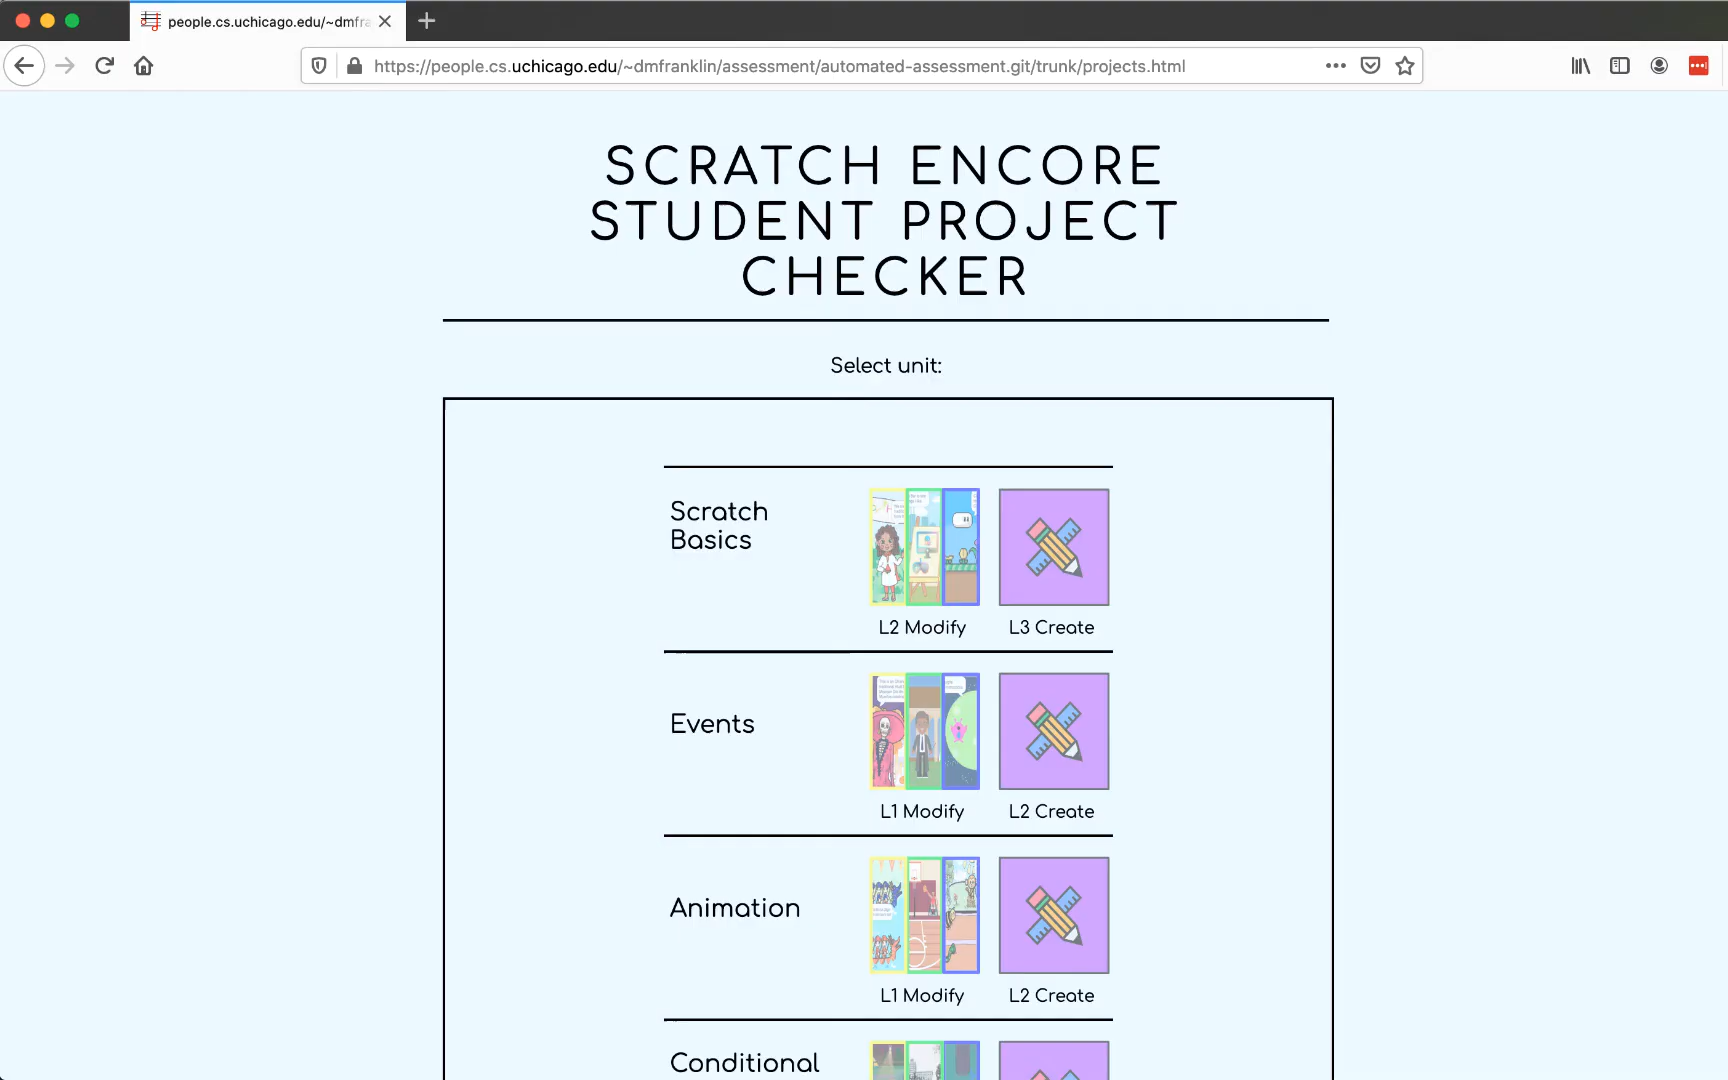 people.cs.uchicago.edu/~dmfra
https://people.cs.uchicago.edu/~dmfranklin/assessment/automated-assessment.git/trunk/projects.html
SCRATCH ENCORE
STUDENT PROJECT
CHECKER
Select unit:
Scratch
Basics
L2 Modify
L3 Create
Events
L1 Modify
L2 Create
Animation
L1 Modify
L2 Create
Conditional